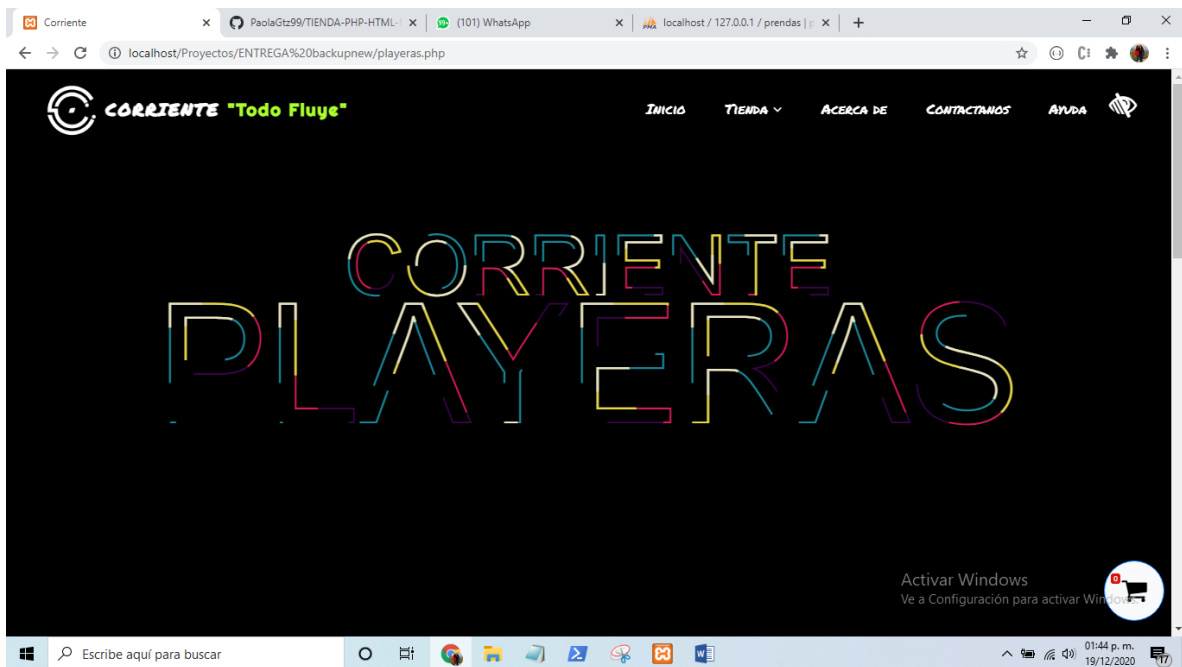 Corriente
PaolaGtz99/TIENDA-PHP-HTML-
(101) WhatsApp
localhost / 127.0.0.1 / prendas | p
localhost/Proyectos/ENTREGA%20backupnew/playeras.php
CORRIENTE "Todo Fluye"
Inicio Tienda Acerca de Contactanos Ayuda
CORRIENTE
PLAYERAS
Activar Windows
Ve a Configuración para activar Windows.
0
Escribe aquí para buscar
01:44 p. m.
19/12/2020
17